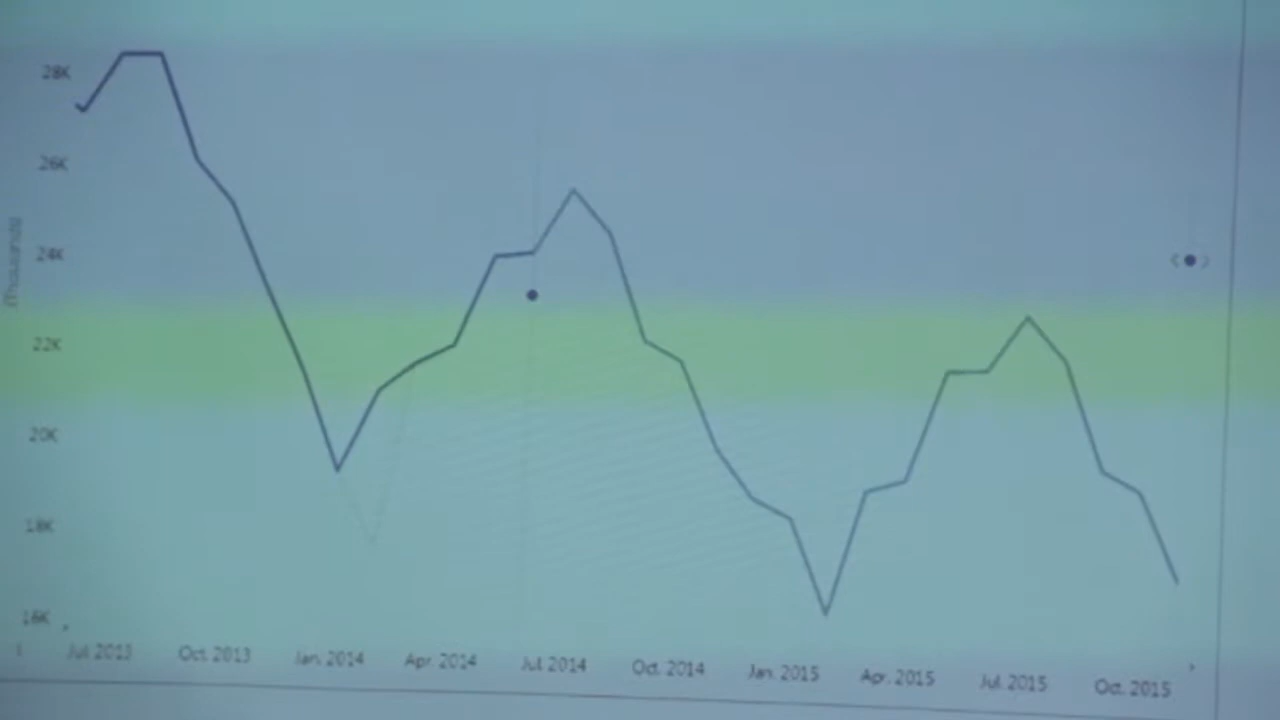 28K
26K
24K
22K
20K
18K
16K
(Thousands)
Jul. 2013 Oct. 2013 Jan. 2014 Apr. 2014 Jul. 2014 Oct. 2014 Jan. 2015 Apr. 2015 Jul. 2015 Oct. 2015